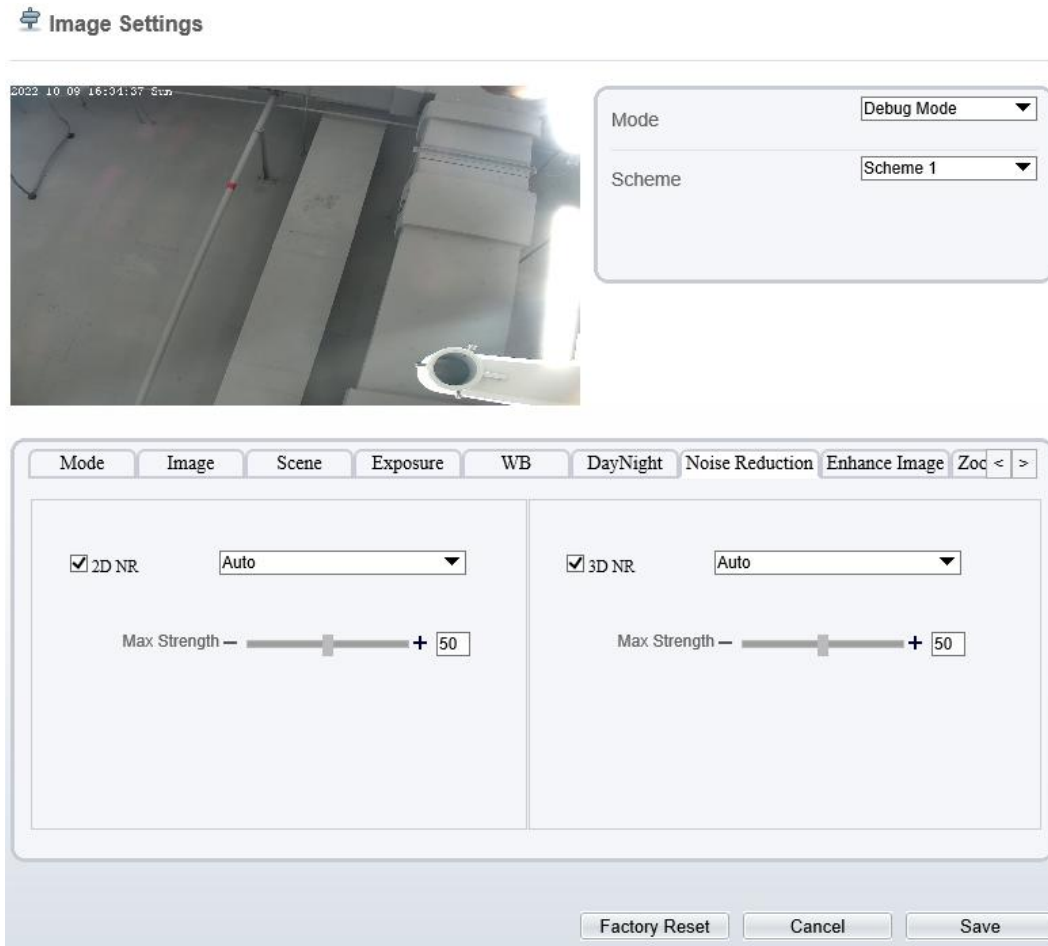 Image Settings
2022 10 09 16:34:37 Sun
Mode Debug Mode
Scheme Scheme 1
Mode Image Scene Exposure WB DayNight Noise Reduction Enhance Image Zoo < >
2D NR Auto
Max Strength − + 50
3D NR Auto
Max Strength − + 50
Factory Reset Cancel Save